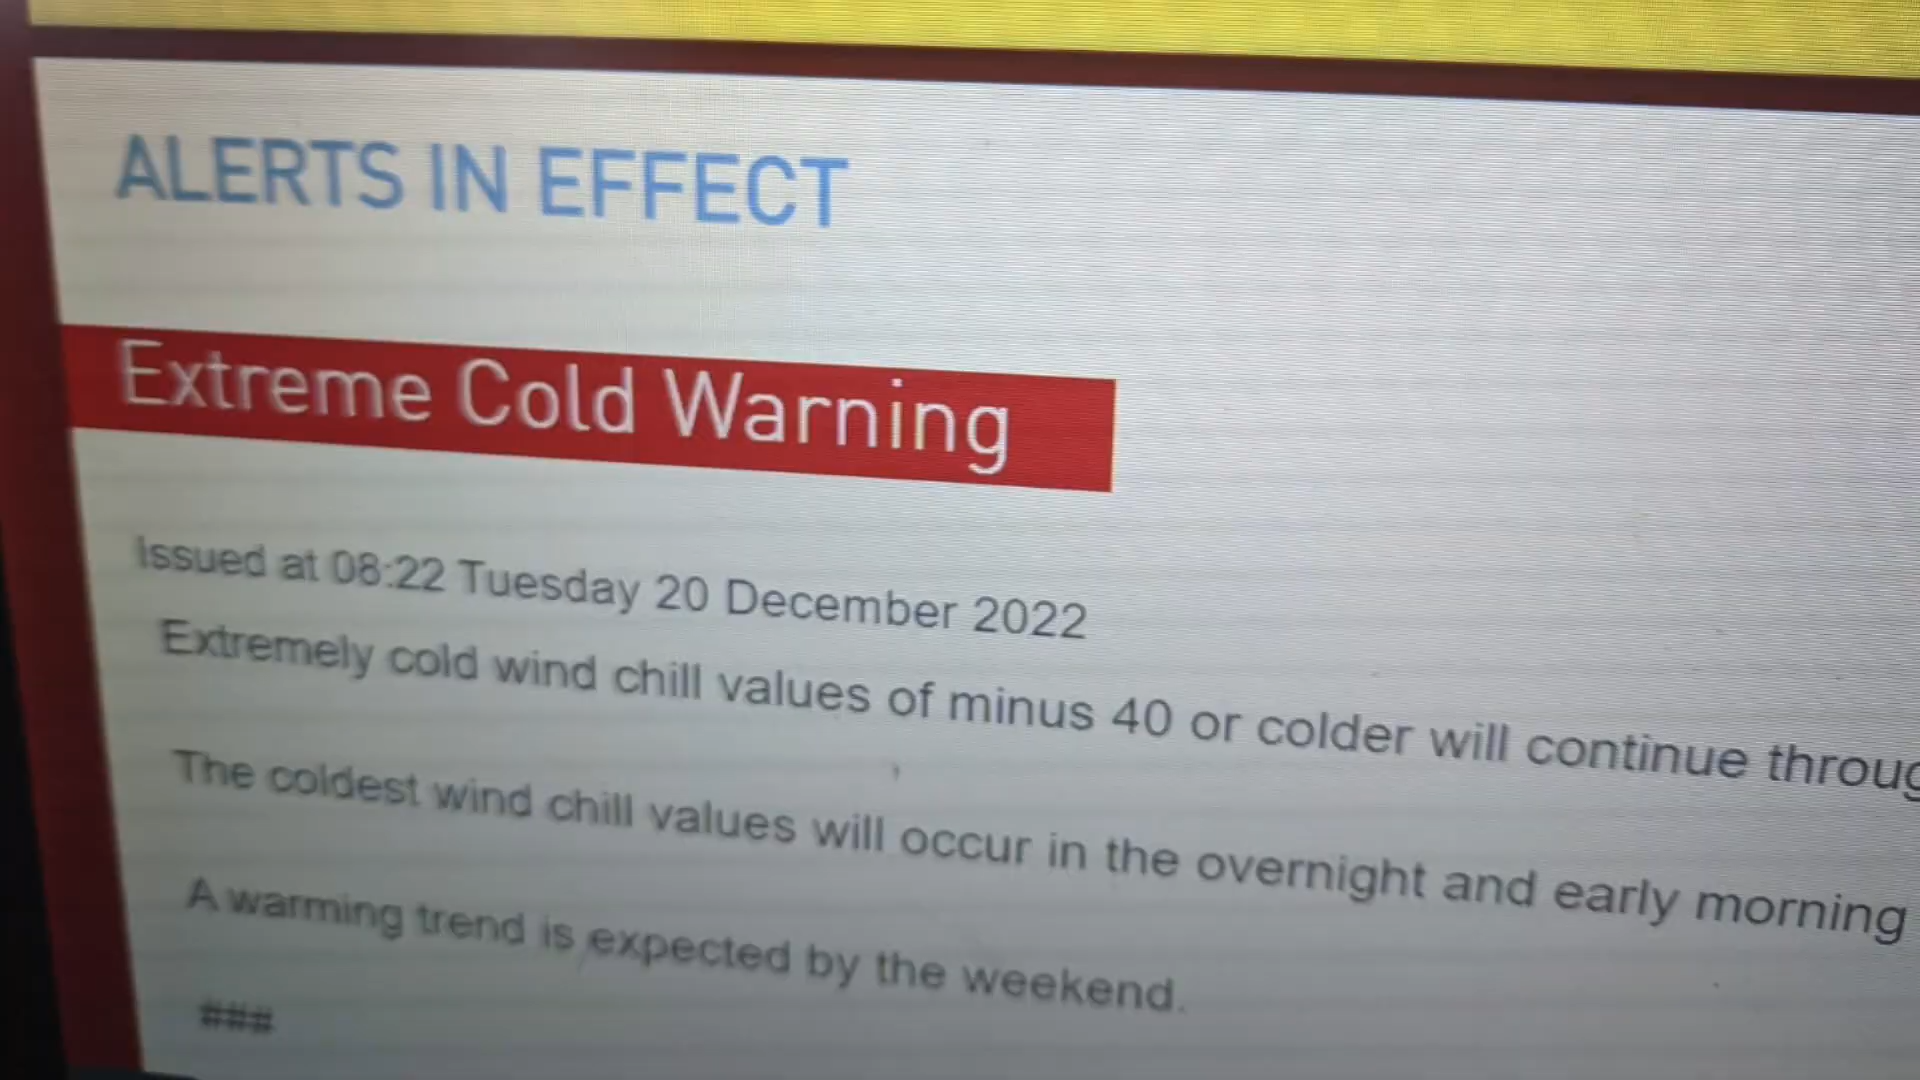 ALERTS IN EFFECT
Extreme Cold Warning
Issued at 08:22 Tuesday 20 December 2022
Extremely cold wind chill values of minus 40 or colder will continue throug
The coldest wind chill values will occur in the overnight and early morning
A warming trend is expected by the weekend.
###